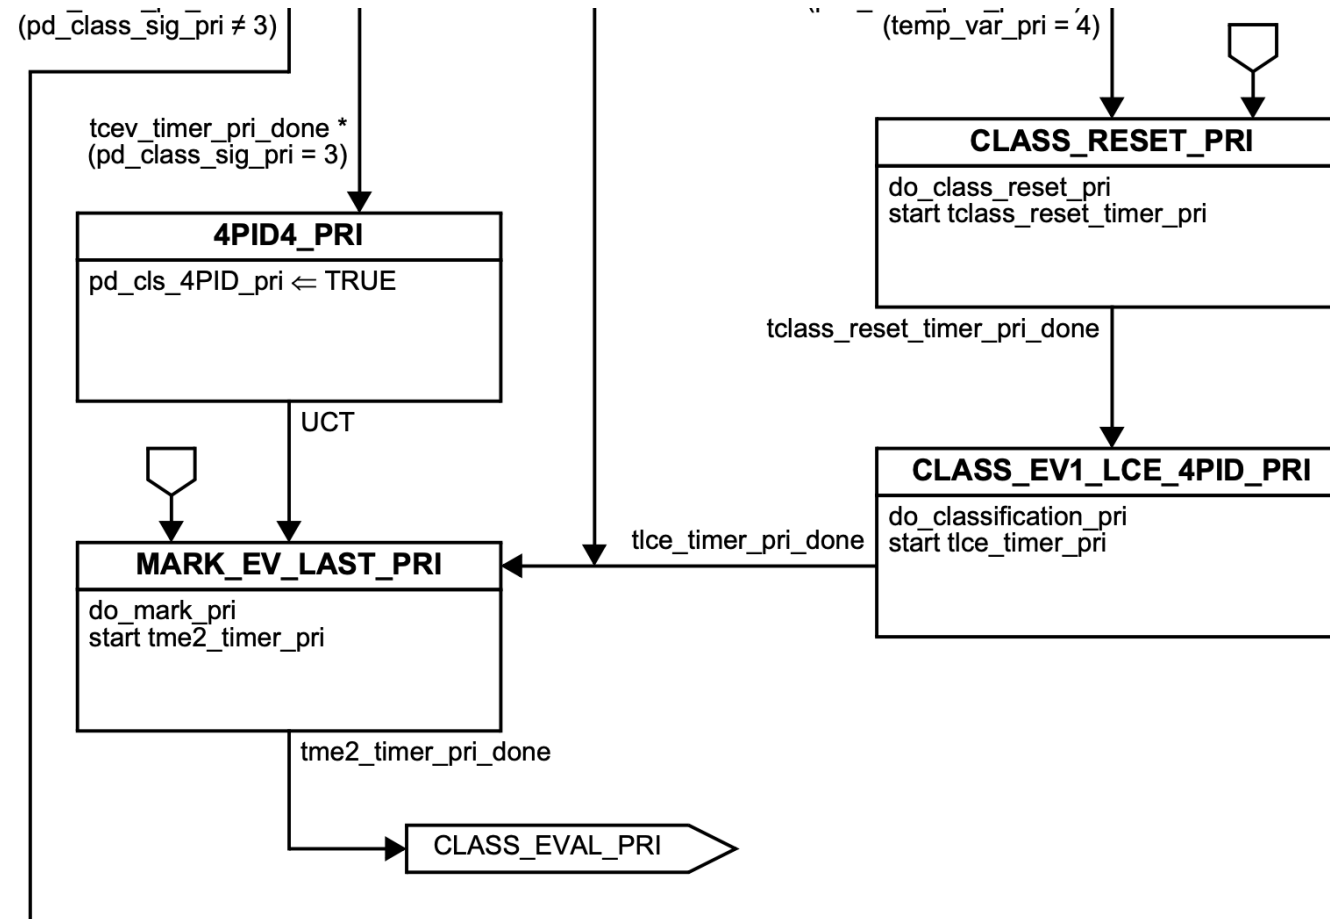 (pd_class_sig_pri ≠ 3)
(temp_var_pri = 4)
tcev_timer_pri_done *
(pd_class_sig_pri = 3)
CLASS_RESET_PRI
do_class_reset_pri
start tclass_reset_timer_pri
4PID4_PRI
pd_cls_4PID_pri ⇐ TRUE
tclass_reset_timer_pri_done
UCT
CLASS_EV1_LCE_4PID_PRI
do_classification_pri
start tlce_timer_pri
tlce_timer_pri_done
MARK_EV_LAST_PRI
do_mark_pri
start tme2_timer_pri
tme2_timer_pri_done
CLASS_EVAL_PRI